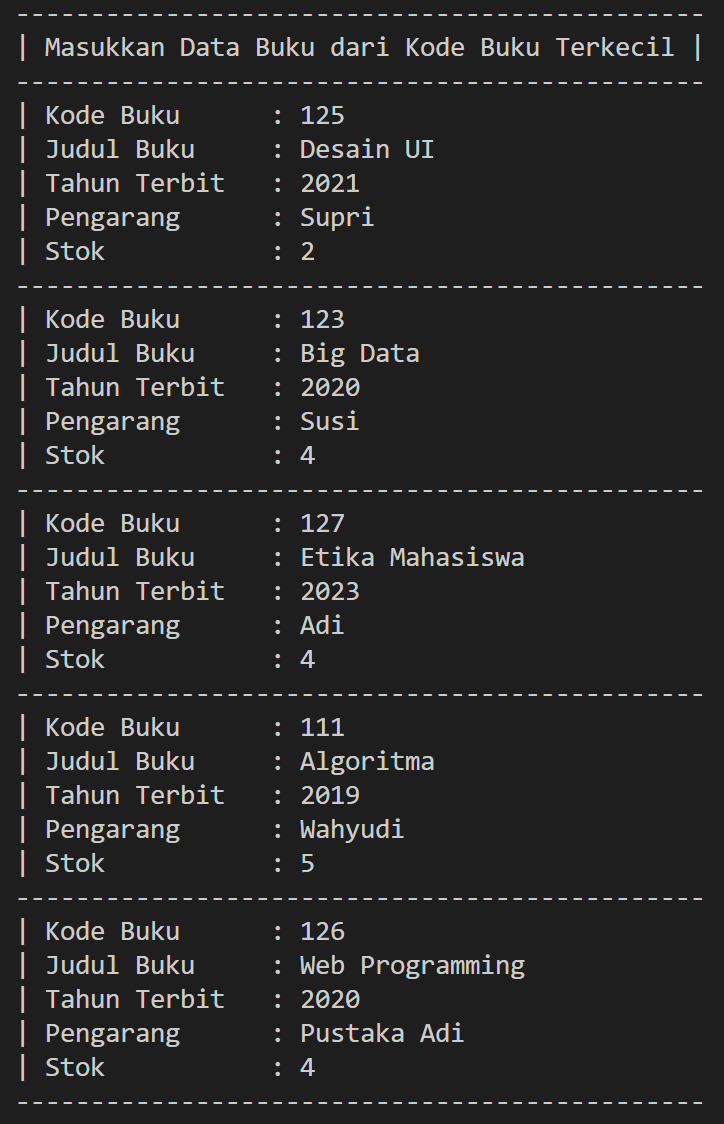 ----------------------------------------------
| Masukkan Data Buku dari Kode Buku Terkecil |
----------------------------------------------
| Kode Buku      : 125
| Judul Buku     : Desain UI
| Tahun Terbit   : 2021
| Pengarang      : Supri
| Stok           : 2
----------------------------------------------
| Kode Buku      : 123
| Judul Buku     : Big Data
| Tahun Terbit   : 2020
| Pengarang      : Susi
| Stok           : 4
----------------------------------------------
| Kode Buku      : 127
| Judul Buku     : Etika Mahasiswa
| Tahun Terbit   : 2023
| Pengarang      : Adi
| Stok           : 4
----------------------------------------------
| Kode Buku      : 111
| Judul Buku     : Algoritma
| Tahun Terbit   : 2019
| Pengarang      : Wahyudi
| Stok           : 5
----------------------------------------------
| Kode Buku      : 126
| Judul Buku     : Web Programming
| Tahun Terbit   : 2020
| Pengarang      : Pustaka Adi
| Stok           : 4
----------------------------------------------